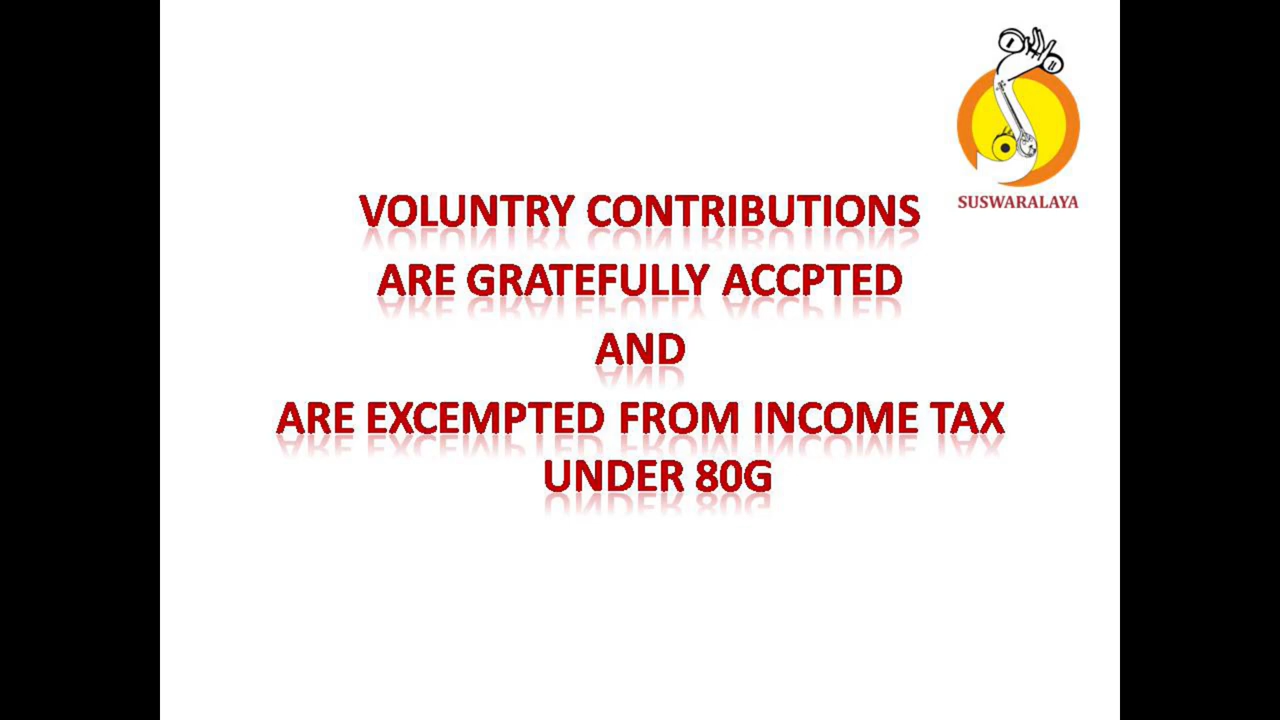 SUSWARALAYA
VOLUNTRY CONTRIBUTIONS
ARE GRATEFULLY ACCPTED
AND
ARE EXCEMPTED FROM INCOME TAX
UNDER 80G